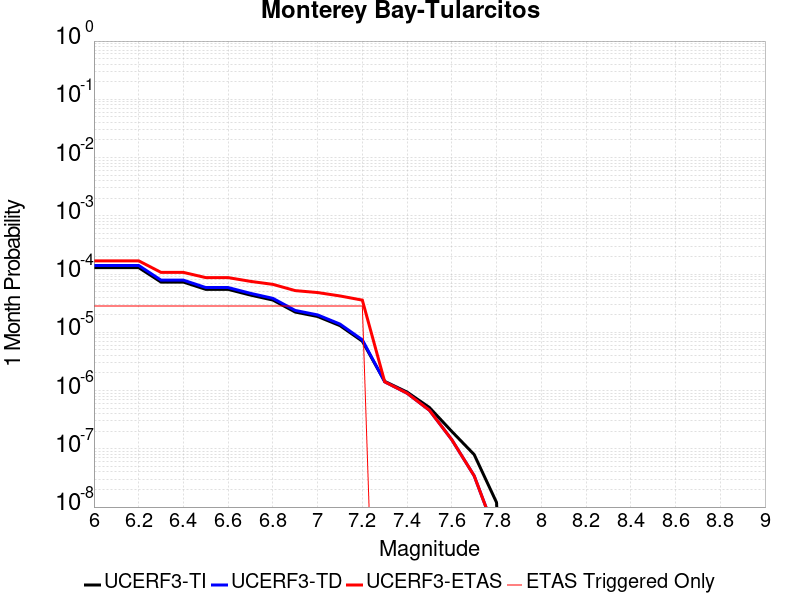 Monterey Bay-Tularcitos
10^0
10^-1
10^-2
10^-3
10^-4
10^-5
10^-6
10^-7
10^-8
1 Month Probability
6 6.2 6.4 6.6 6.8 7 7.2 7.4 7.6 7.8 8 8.2 8.4 8.6 8.8 9
Magnitude
UCERF3-TI UCERF3-TD UCERF3-ETAS ETAS Triggered Only